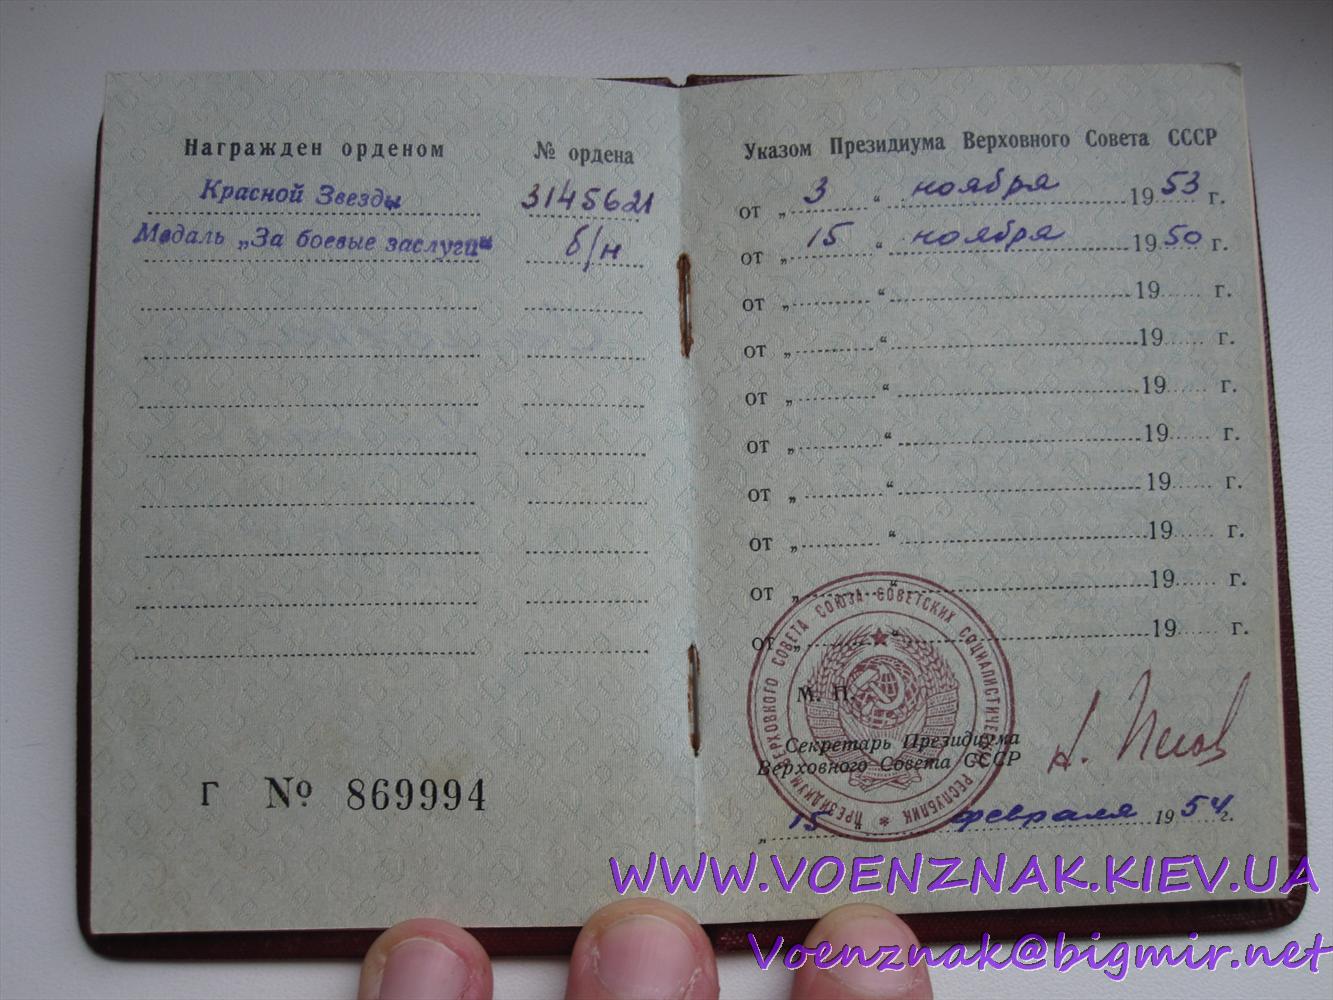 Награжден орденом
№ ордена
Красной Звезды
3145621
Медаль „За боевые заслуги“
б/н
Г № 869994
Указом Президиума Верховного Совета СССР
от „ 3 “ ноября 1953 г.
от „ 15 “ ноября 1950 г.
от „ “ 19 г.
от „ “ 19 г.
от „ “ 19 г.
от „ “ 19 г.
от „ “ 19 г.
от „ “ 19 г.
от „ “ 19 г.
от „ “ 19 г.
М. П.
ПРЕЗИДИУМ ВЕРХОВНОГО СОВЕТА СОЮЗА СОВЕТСКИХ СОЦИАЛИСТИЧЕСКИХ РЕСПУБЛИК
Секретарь Президиума
Верховного Совета СССР
„ 15 “ февраля 1954 г.
WWW.VOENZNAK.KIEV.UA
Voenznak@bigmir.net